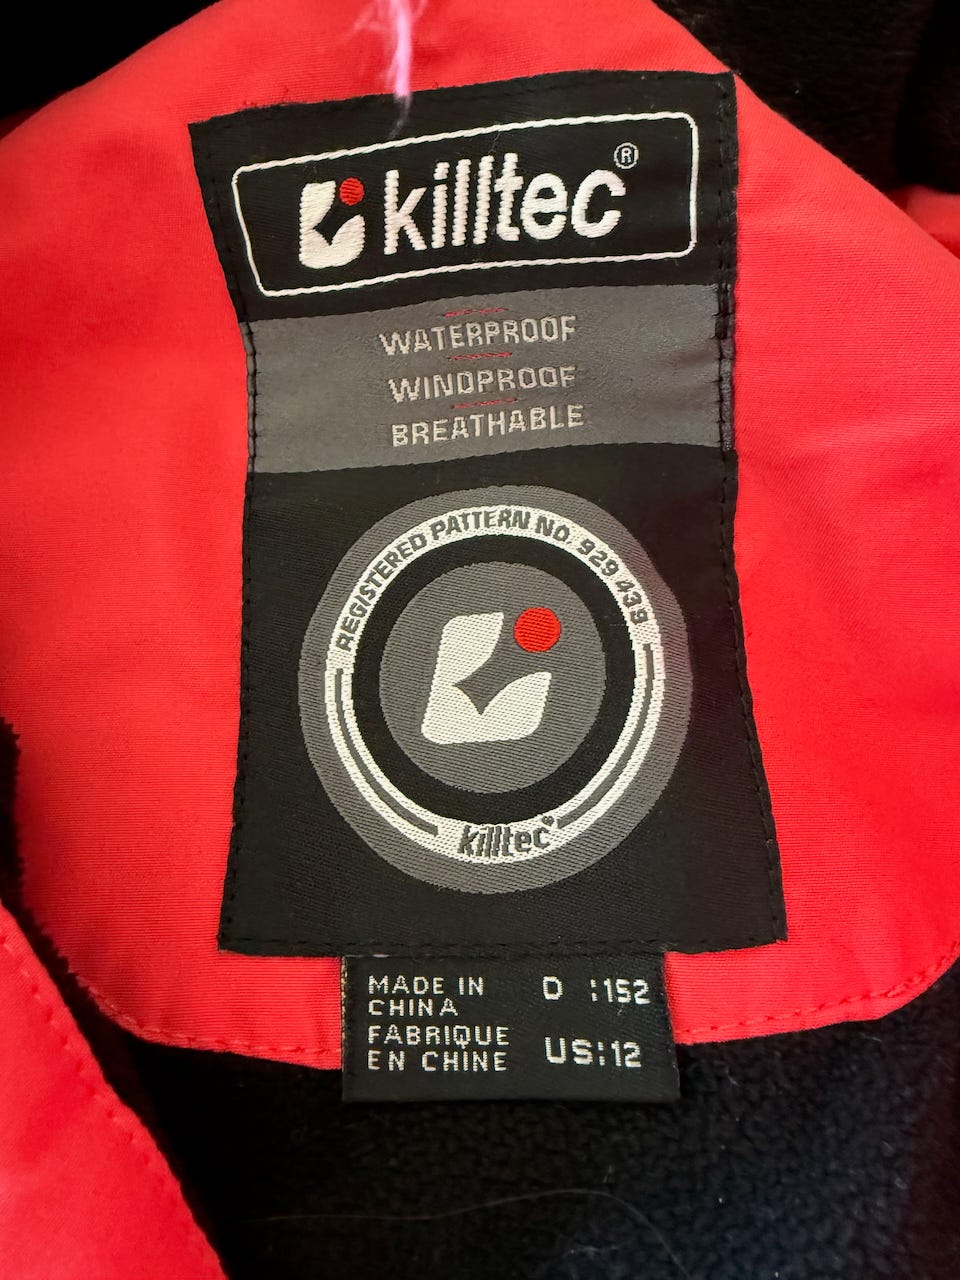 killtec®
WATERPROOF
WINDPROOF
BREATHABLE
REGISTERED PATTERN NO. 929 439
killtec®
MADE IN
CHINA
FABRIQUE
EN CHINE
D :152
US:12